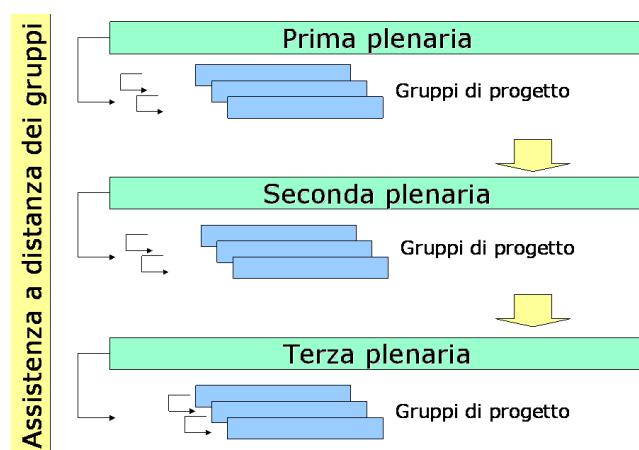 Assistenza a distanza dei gruppi
Prima plenaria
Gruppi di progetto
Seconda plenaria
Gruppi di progetto
Terza plenaria
Gruppi di progetto